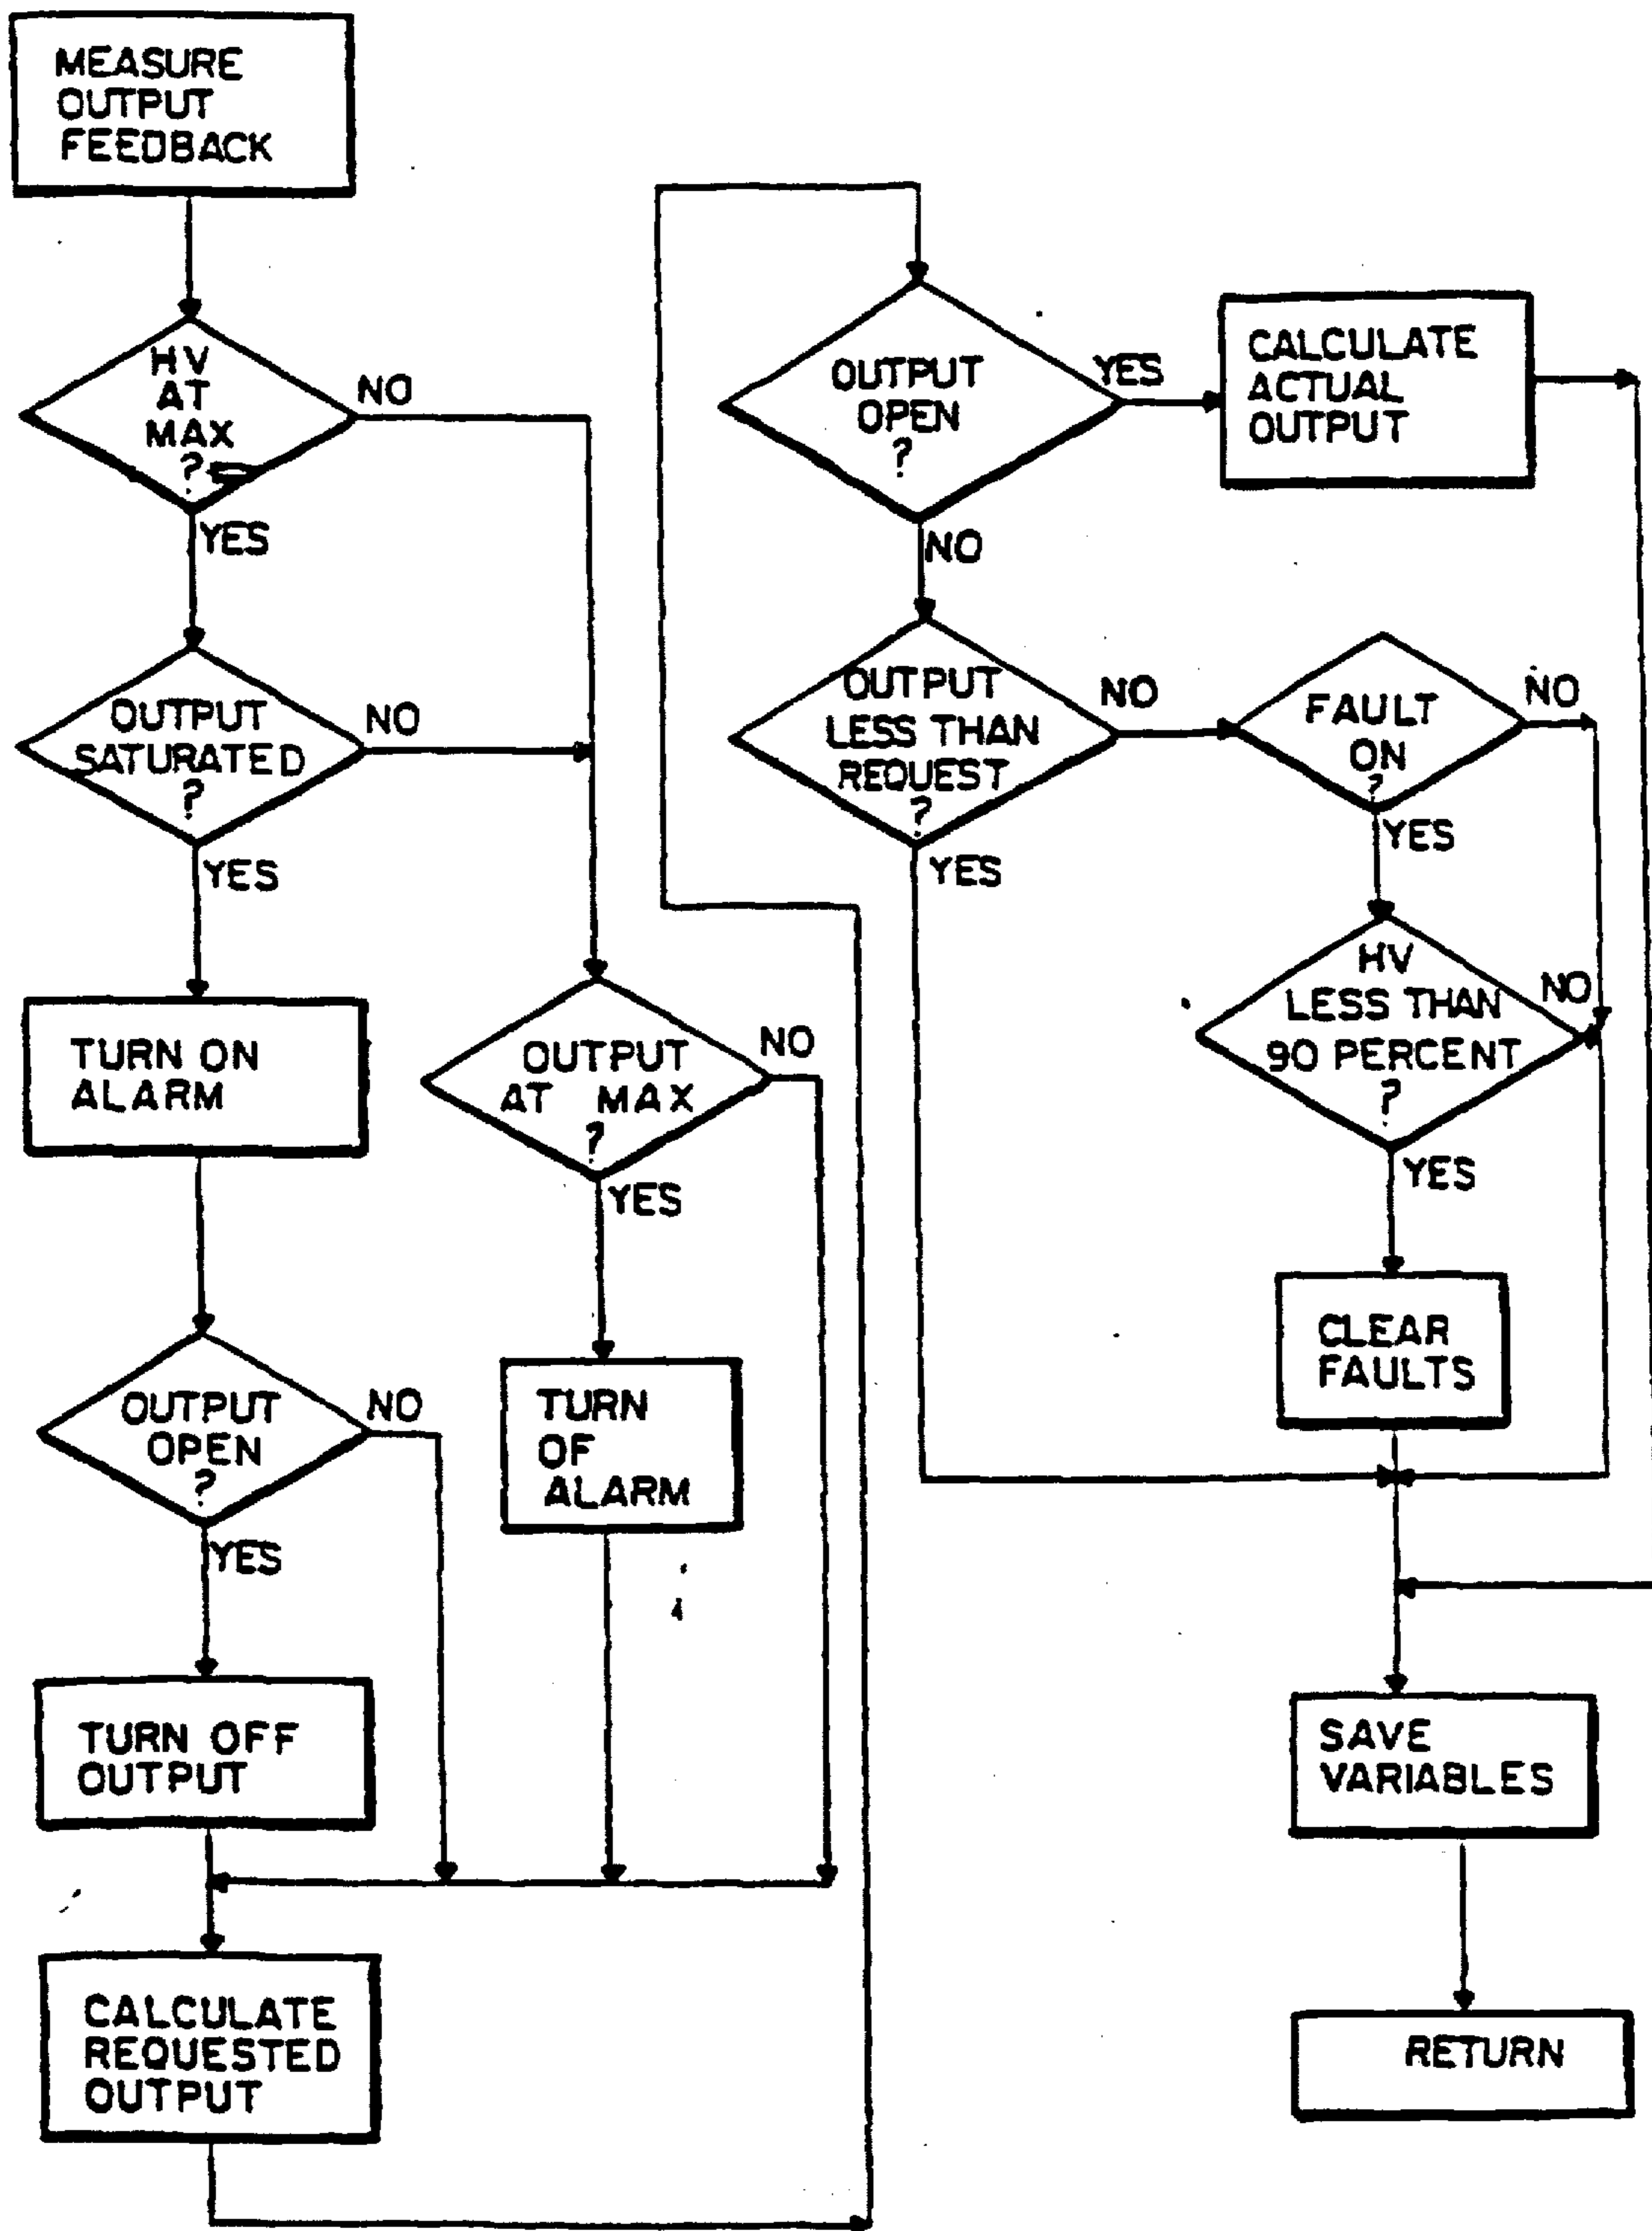 MEASURE
OUTPUT
FEEDBACK
HV
AT
MAX
?
NO
YES
OUTPUT
SATURATED
?
NO
YES
TURN ON
ALARM
OUTPUT
OPEN
?
NO
YES
TURN OFF
OUTPUT
CALCULATE
REQUESTED
OUTPUT
OUTPUT
AT MAX
?
NO
YES
TURN
OF
ALARM
OUTPUT
OPEN
?
YES
NO
CALCULATE
ACTUAL
OUTPUT
OUTPUT
LESS THAN
REQUEST
?
NO
YES
FAULT
ON
?
NO
YES
HV
LESS THAN
90 PERCENT
?
NO
YES
CLEAR
FAULTS
SAVE
VARIABLES
RETURN